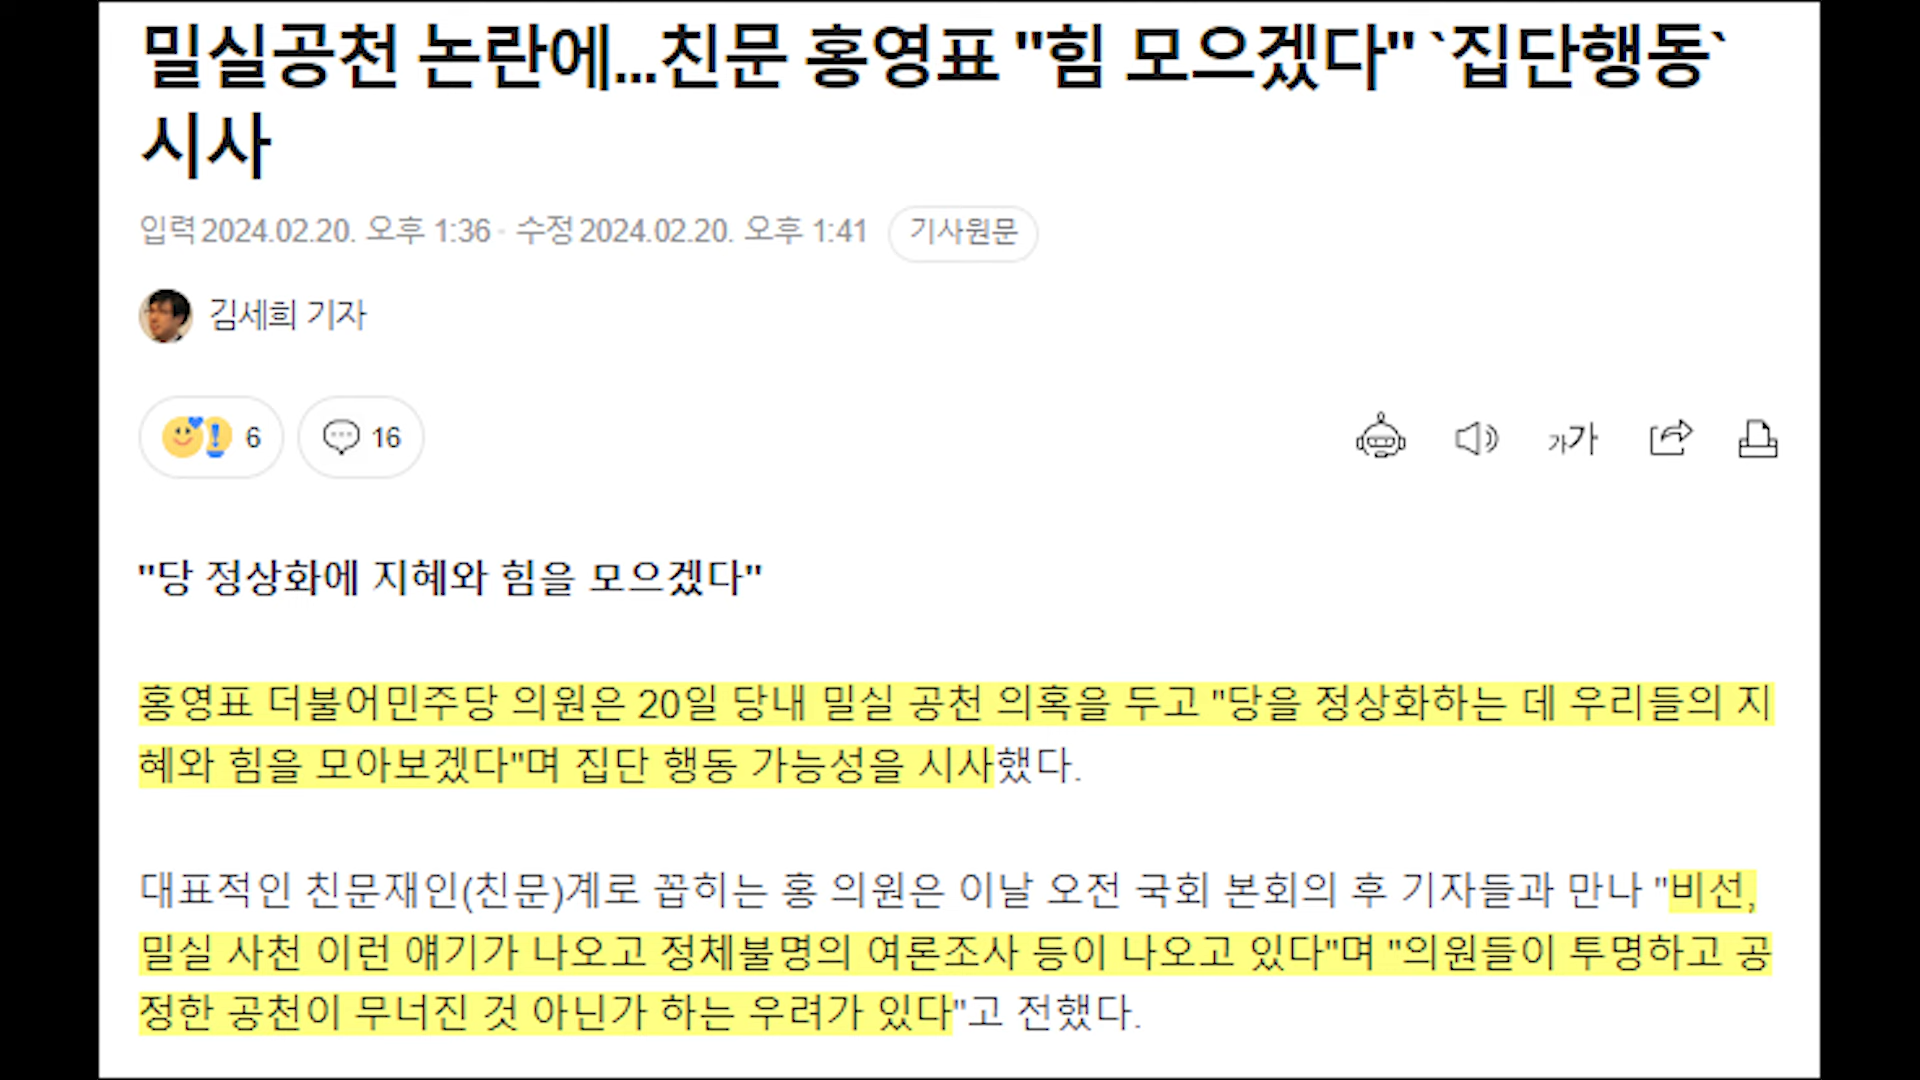 밀실공천 논란에...친문 홍영표 "힘 모으겠다" `집단행동`
시사
입력 2024.02.20. 오후 1:36 · 수정 2024.02.20. 오후 1:41 기사원문
김세희 기자
6 16 가가
"당 정상화에 지혜와 힘을 모으겠다"
홍영표 더불어민주당 의원은 20일 당내 밀실 공천 의혹을 두고 "당을 정상화하는 데 우리들의 지
혜와 힘을 모아보겠다"며 집단 행동 가능성을 시사했다.
대표적인 친문재인(친문)계로 꼽히는 홍 의원은 이날 오전 국회 본회의 후 기자들과 만나 "비선,
밀실 사천 이런 얘기가 나오고 정체불명의 여론조사 등이 나오고 있다"며 "의원들이 투명하고 공
정한 공천이 무너진 것 아닌가 하는 우려가 있다"고 전했다.